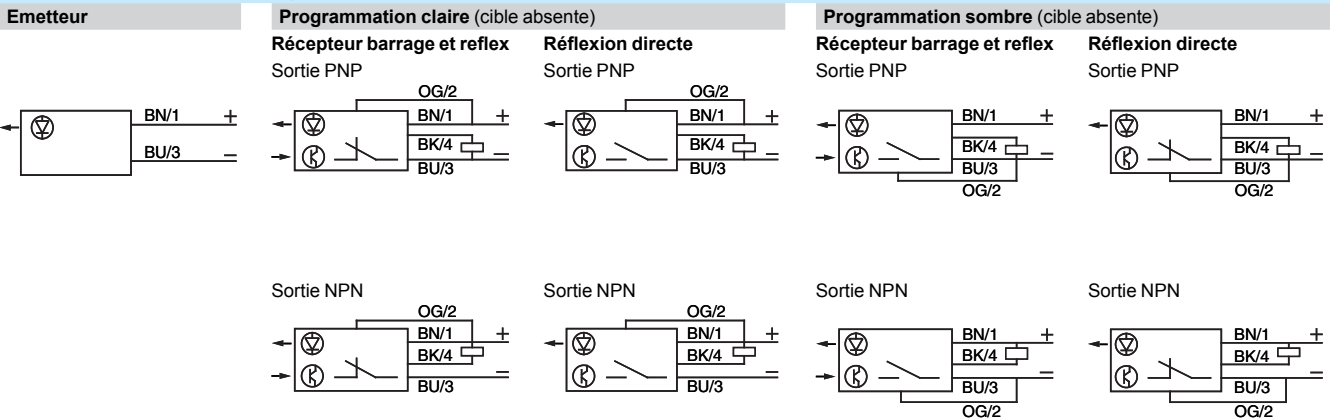 Emetteur
Programmation claire (cible absente)
Programmation sombre (cible absente)
Récepteur barrage et reflex
Réflexion directe
Récepteur barrage et reflex
Réflexion directe
Sortie PNP
Sortie PNP
Sortie PNP
Sortie PNP
BN/1 +
BU/3 –
OG/2
BN/1 +
BK/4 –
BU/3
OG/2
BN/1 +
BK/4 –
BU/3
BN/1 +
BK/4 –
BU/3
OG/2
BN/1 +
BK/4 –
BU/3
OG/2
Sortie NPN
Sortie NPN
Sortie NPN
Sortie NPN
OG/2
BN/1 +
BK/4
BU/3 –
OG/2
BN/1 +
BK/4
BU/3 –
BN/1 +
BK/4
BU/3 –
OG/2
BN/1 +
BK/4
BU/3 –
OG/2